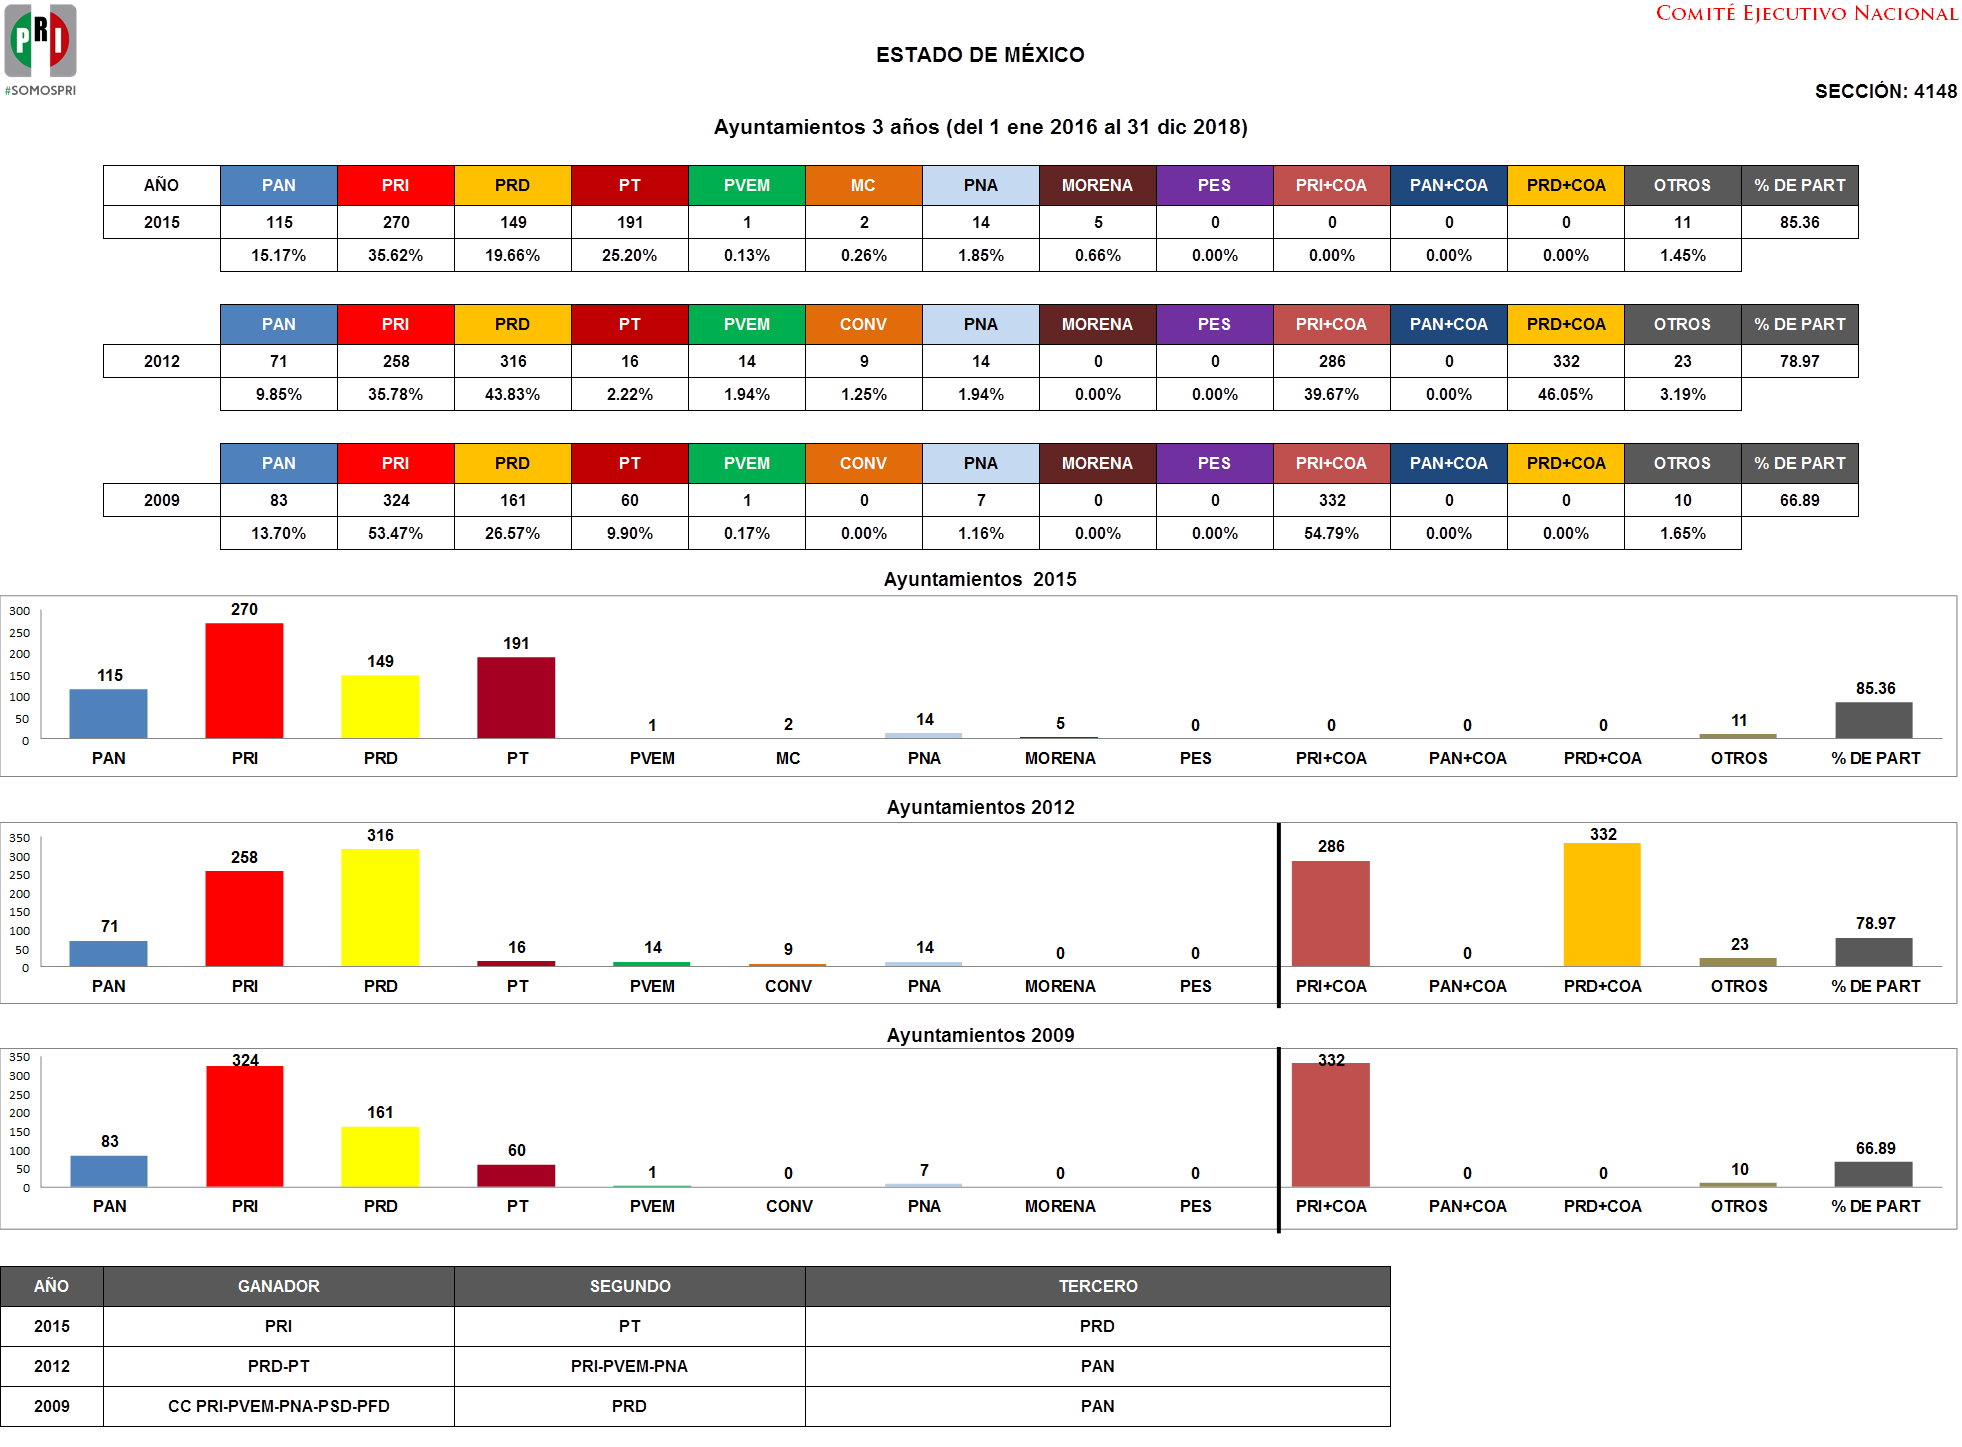 PRI
#SOMOSPRI
COMITÉ EJECUTIVO NACIONAL
ESTADO DE MÉXICO
SECCIÓN: 4148
Ayuntamientos 3 años (del 1 ene 2016 al 31 dic 2018)
AÑO PAN PRI PRD PT PVEM MC PNA MORENA PES PRI+COA PAN+COA PRD+COA OTROS % DE PART
2015 115 270 149 191 1 2 14 5 0 0 0 0 11 85.36
15.17% 35.62% 19.66% 25.20% 0.13% 0.26% 1.85% 0.66% 0.00% 0.00% 0.00% 0.00% 1.45%
PAN PRI PRD PT PVEM CONV PNA MORENA PES PRI+COA PAN+COA PRD+COA OTROS % DE PART
2012 71 258 316 16 14 9 14 0 0 286 0 332 23 78.97
9.85% 35.78% 43.83% 2.22% 1.94% 1.25% 1.94% 0.00% 0.00% 39.67% 0.00% 46.05% 3.19%
PAN PRI PRD PT PVEM CONV PNA MORENA PES PRI+COA PAN+COA PRD+COA OTROS % DE PART
2009 83 324 161 60 1 0 7 0 0 332 0 0 10 66.89
13.70% 53.47% 26.57% 9.90% 0.17% 0.00% 1.16% 0.00% 0.00% 54.79% 0.00% 0.00% 1.65%
Ayuntamientos 2015
300
250
200
150
100
50
0
115 270 149 191 1 2 14 5 0 0 0 0 11 85.36
PAN PRI PRD PT PVEM MC PNA MORENA PES PRI+COA PAN+COA PRD+COA OTROS % DE PART
Ayuntamientos 2012
350
300
250
200
150
100
50
0
71 258 316 16 14 9 14 0 0 286 0 332 23 78.97
PAN PRI PRD PT PVEM CONV PNA MORENA PES PRI+COA PAN+COA PRD+COA OTROS % DE PART
Ayuntamientos 2009
350
300
250
200
150
100
50
0
83 324 161 60 1 0 7 0 0 332 0 0 10 66.89
PAN PRI PRD PT PVEM CONV PNA MORENA PES PRI+COA PAN+COA PRD+COA OTROS % DE PART
AÑO GANADOR SEGUNDO TERCERO
2015 PRI PT PRD
2012 PRD-PT PRI-PVEM-PNA PAN
2009 CC PRI-PVEM-PNA-PSD-PFD PRD PAN